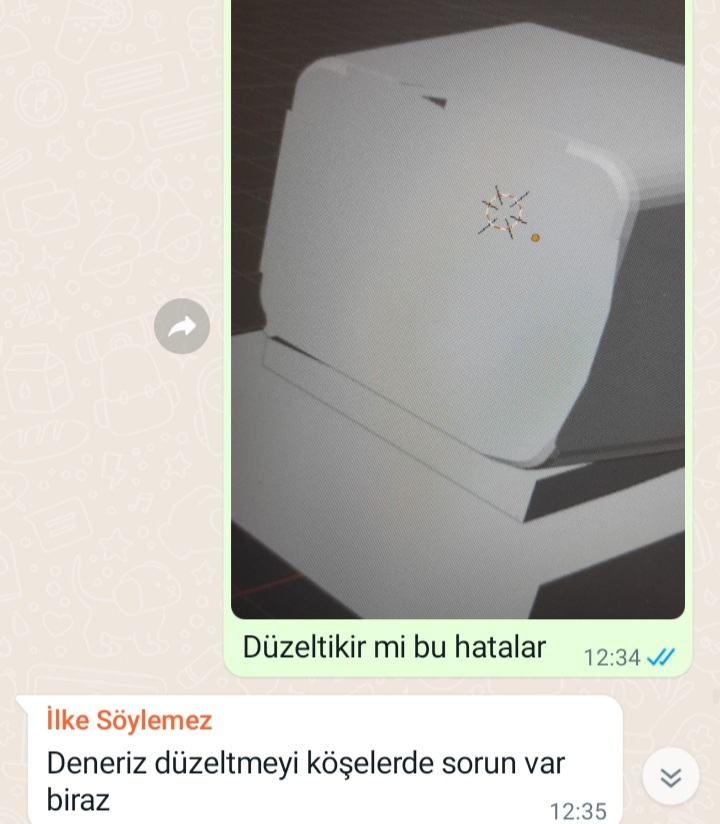 Düzeltikir mi bu hatalar
12:34
İlke Söylemez
Deneriz düzeltmeyi köşelerde sorun var
biraz
12:35